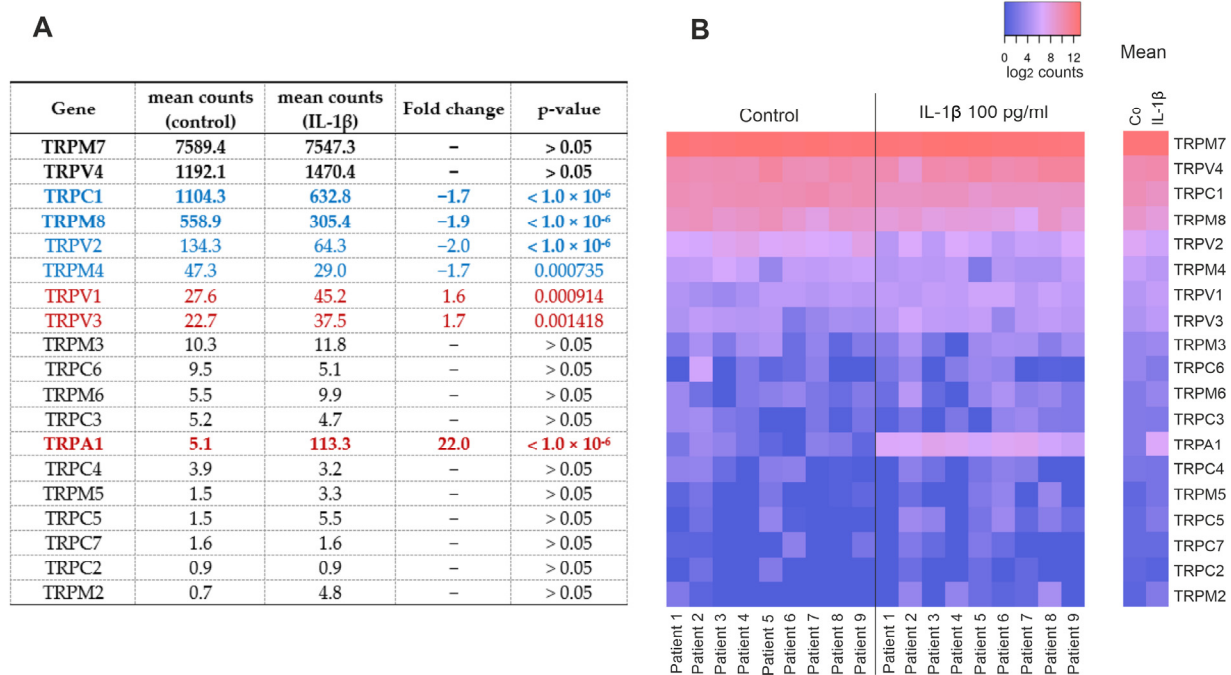 A
Gene mean counts (control) mean counts (IL-1β) Fold change p-value
TRPM7 7589.4 7547.3 – > 0.05
TRPV4 1192.1 1470.4 – > 0.05
TRPC1 1104.3 632.8 −1.7 < 1.0 × 10⁻⁶
TRPM8 558.9 305.4 −1.9 < 1.0 × 10⁻⁶
TRPV2 134.3 64.3 −2.0 < 1.0 × 10⁻⁶
TRPM4 47.3 29.0 −1.7 0.000735
TRPV1 27.6 45.2 1.6 0.000914
TRPV3 22.7 37.5 1.7 0.001418
TRPM3 10.3 11.8 – > 0.05
TRPC6 9.5 5.1 – > 0.05
TRPM6 5.5 9.9 – > 0.05
TRPC3 5.2 4.7 – > 0.05
TRPA1 5.1 113.3 22.0 < 1.0 × 10⁻⁶
TRPC4 3.9 3.2 – > 0.05
TRPM5 1.5 3.3 – > 0.05
TRPC5 1.5 5.5 – > 0.05
TRPC7 1.6 1.6 – > 0.05
TRPC2 0.9 0.9 – > 0.05
TRPM2 0.7 4.8 – > 0.05
B
0 4 8 12
log2 counts
Mean
Control IL-1β 100 pg/ml Co IL-1β
TRPM7
TRPV4
TRPC1
TRPM8
TRPV2
TRPM4
TRPV1
TRPV3
TRPM3
TRPC6
TRPM6
TRPC3
TRPA1
TRPC4
TRPM5
TRPC5
TRPC7
TRPC2
TRPM2
Patient 1 Patient 2 Patient 3 Patient 4 Patient 5 Patient 6 Patient 7 Patient 8 Patient 9 Patient 1 Patient 2 Patient 3 Patient 4 Patient 5 Patient 6 Patient 7 Patient 8 Patient 9